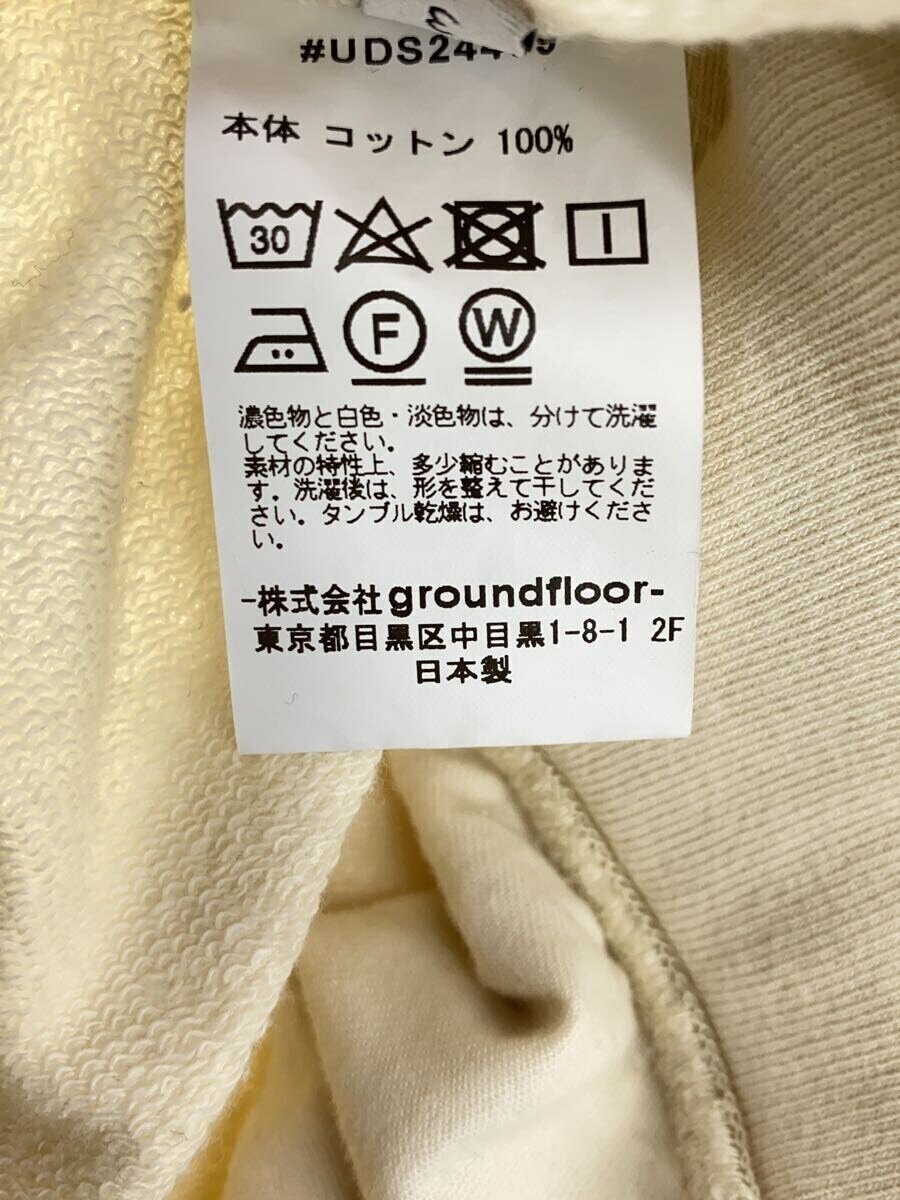 本体 コットン 100%
30
F
W
濃色物と白色・淡色物は、分けて洗濯
してください。
素材の特性上、多少縮むことがありま
す。洗濯後は、形を整えて干してくだ
さい。タンブル乾燥は、お避けくださ
い。
-株式会社groundfloor-
東京都目黒区中目黒1-8-1 2F
日本製